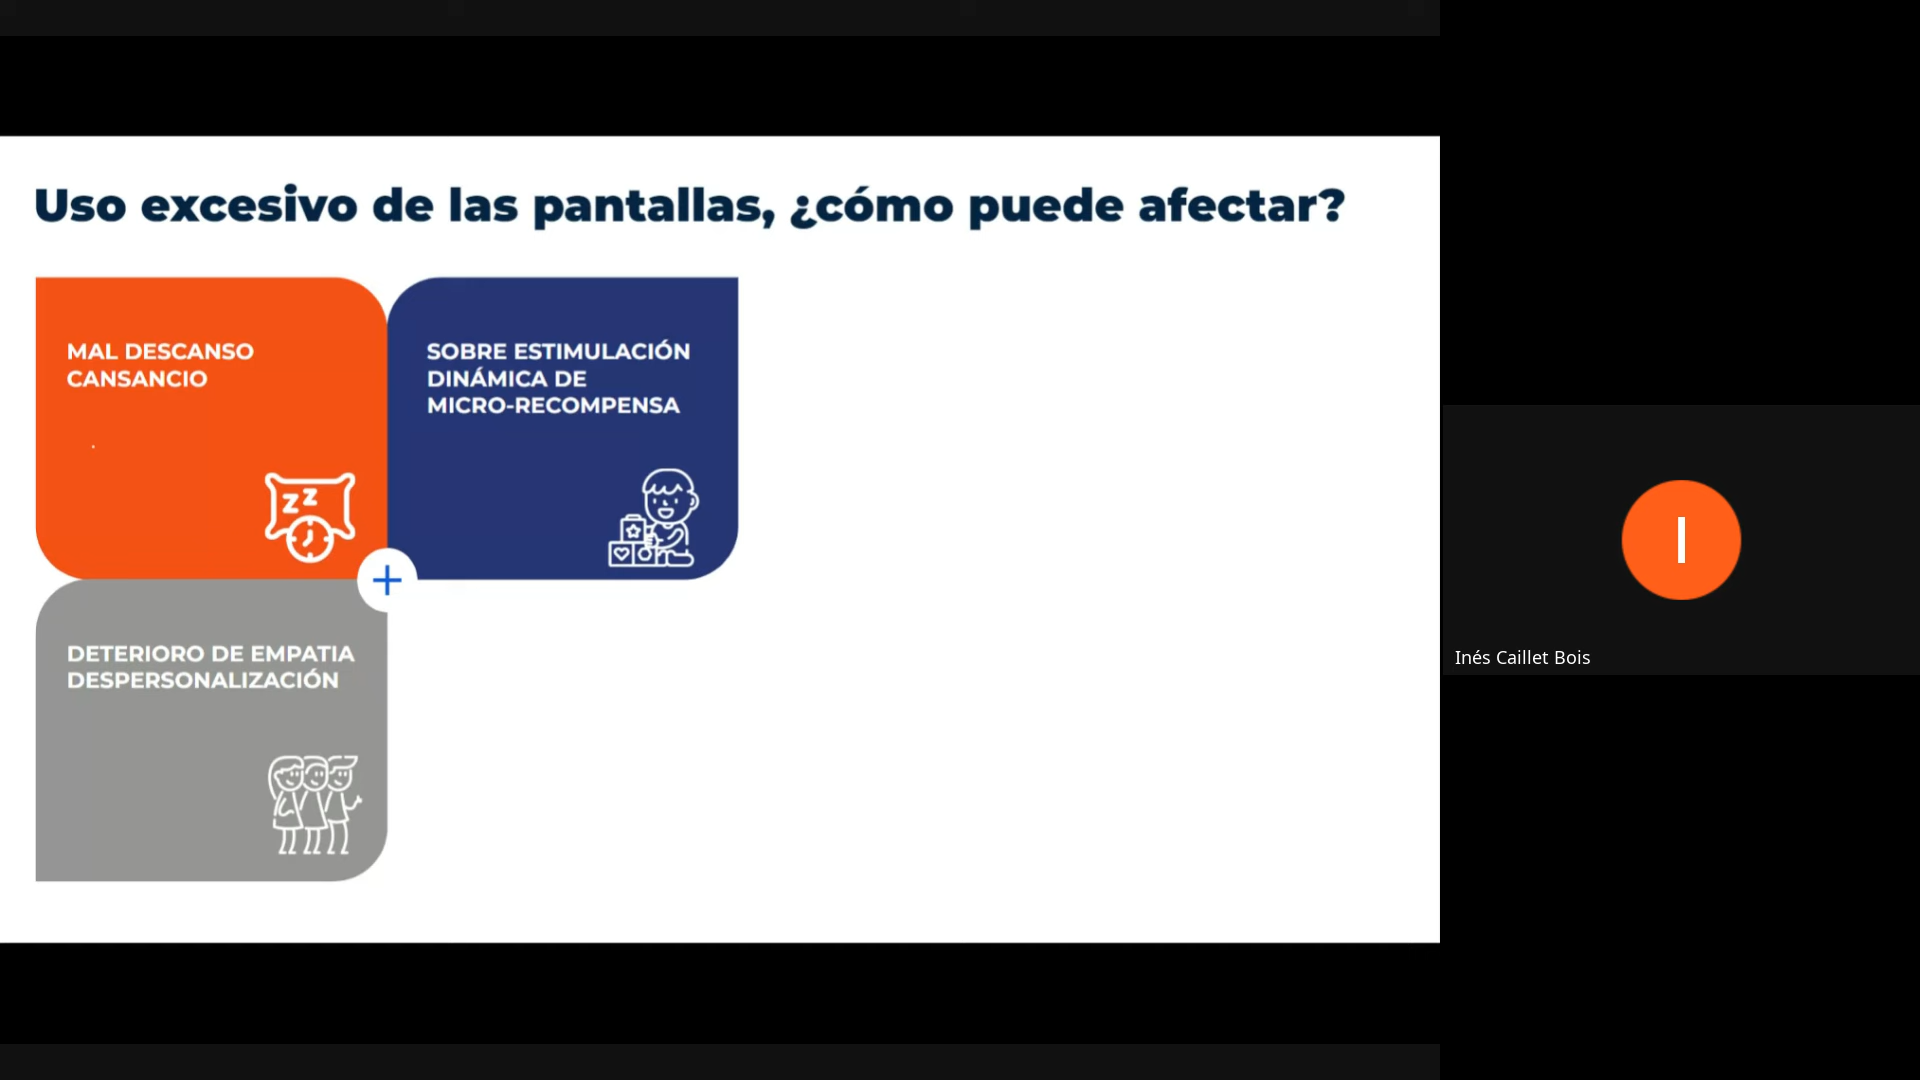 Uso excesivo de las pantallas, ¿cómo puede afectar?
MAL DESCANSO
CANSANCIO
zz
SOBRE ESTIMULACIÓN
DINÁMICA DE
MICRO-RECOMPENSA
DETERIORO DE EMPATIA
DESPERSONALIZACIÓN
I
Inés Caillet Bois